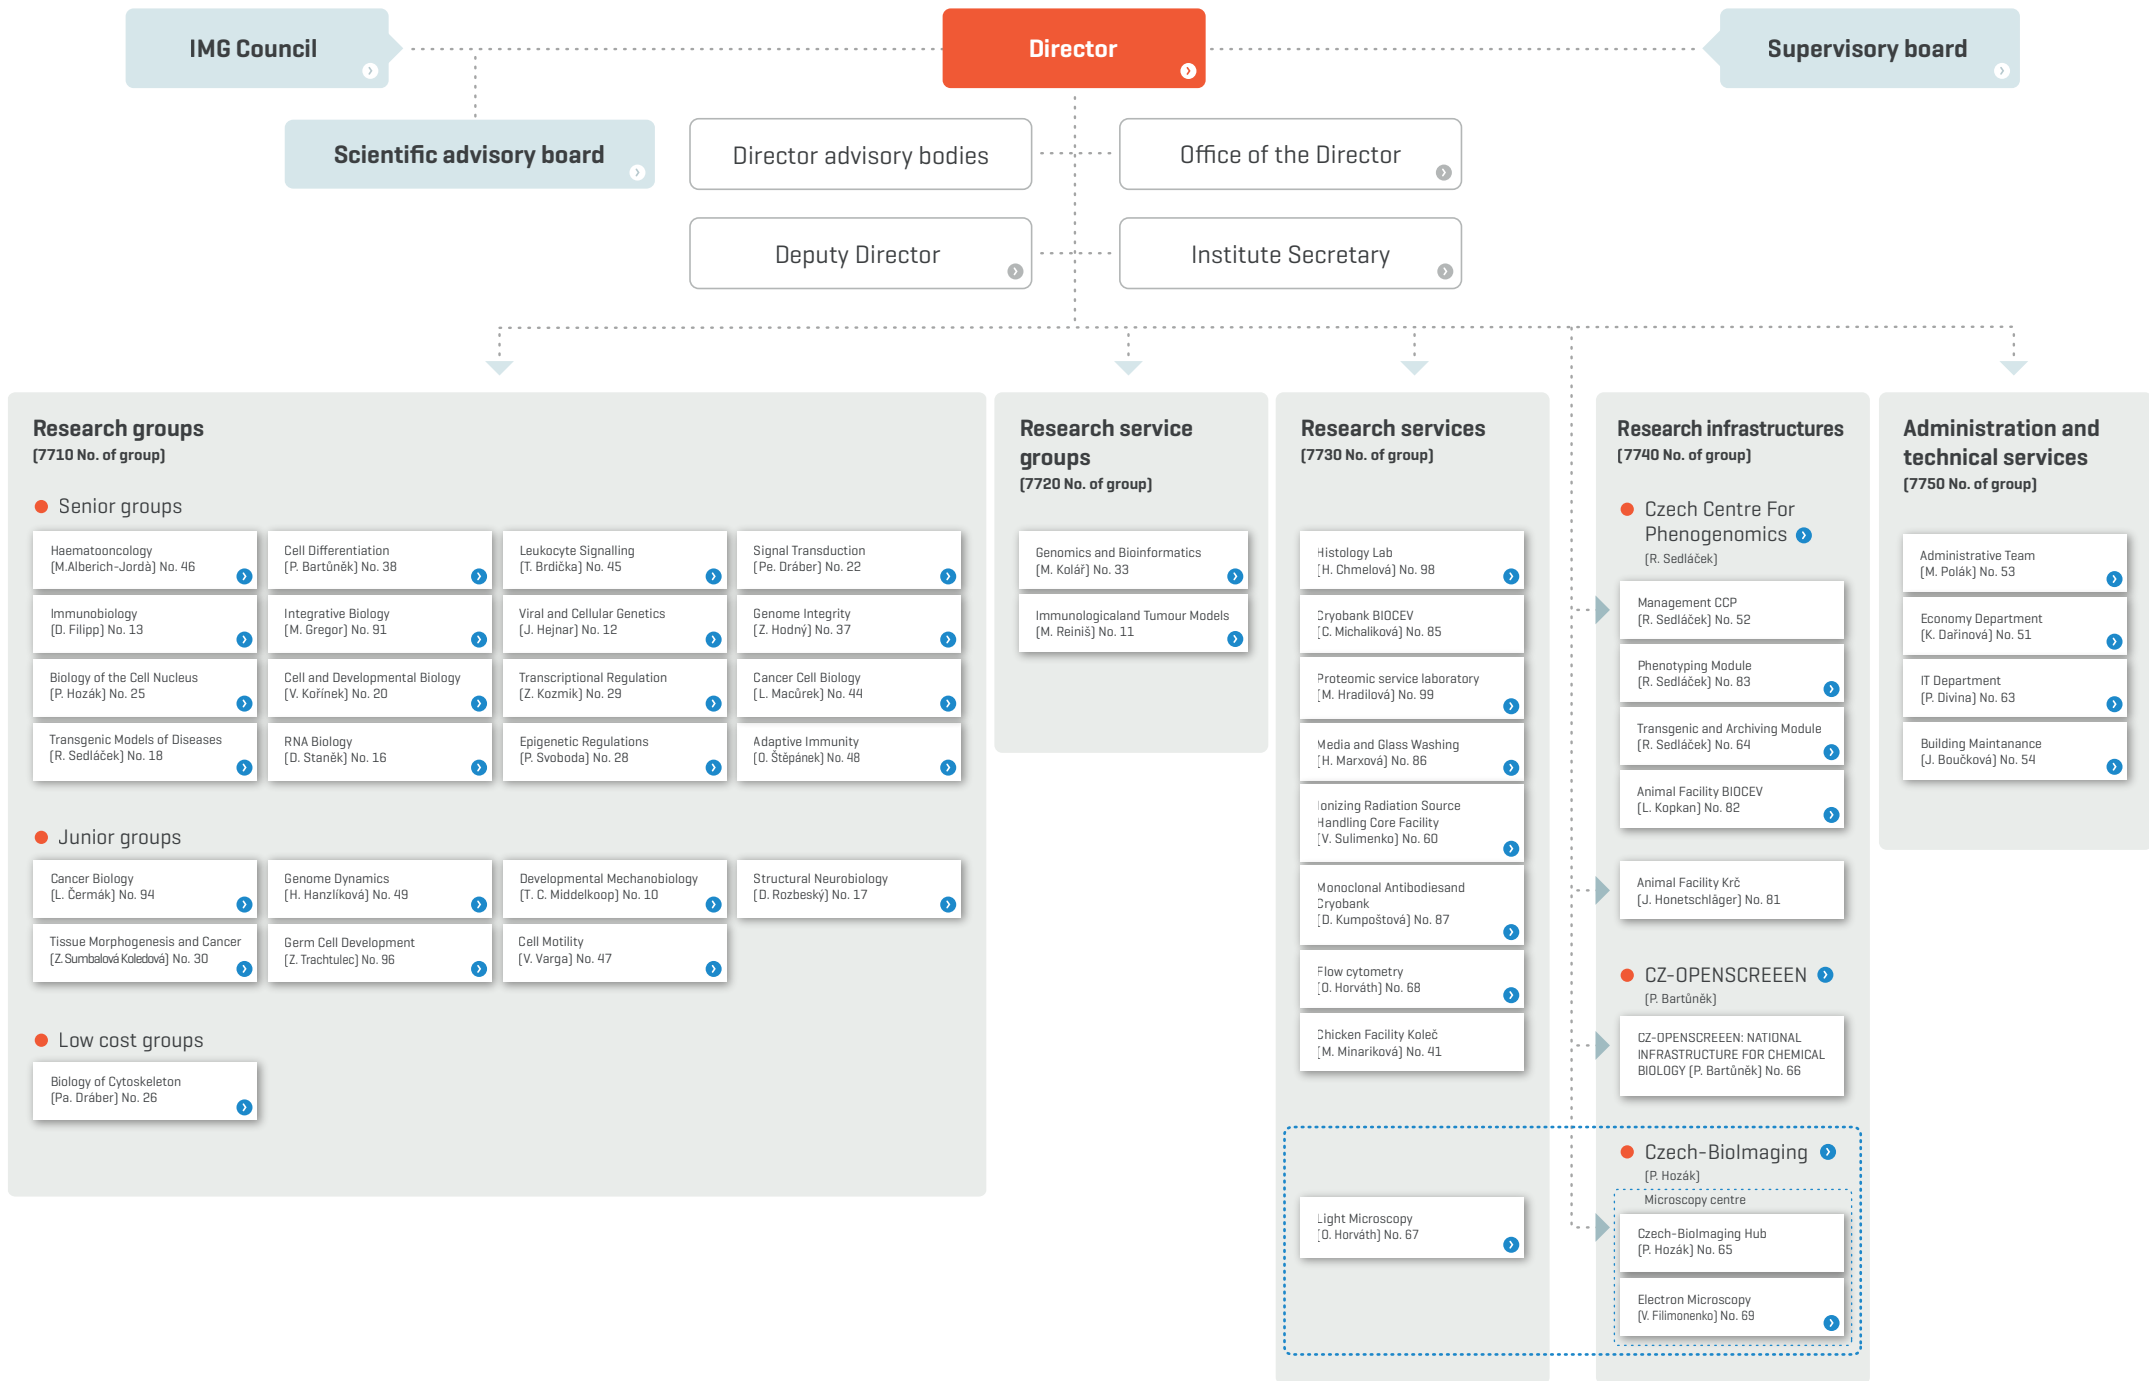 IMG Council
Director
Supervisory board
Scientific advisory board
Director advisory bodies
Office of the Director
Deputy Director
Institute Secretary
Research groups
(7710 No. of group)
Senior groups
Haematooncology
(M.Alberich-Jordà) No. 46
Cell Differentiation
(P. Bartůněk) No. 38
Leukocyte Signalling
(T. Brdička) No. 45
Signal Transduction
(Pe. Dráber) No. 22
Immunobiology
(D. Filipp) No. 13
Integrative Biology
(M. Gregor) No. 91
Viral and Cellular Genetics
(J. Hejnar) No. 12
Genome Integrity
(Z. Hodný) No. 37
Biology of the Cell Nucleus
(P. Hozák) No. 25
Cell and Developmental Biology
(V. Kořínek) No. 20
Transcriptional Regulation
(Z. Kozmik) No. 29
Cancer Cell Biology
(L. Macůrek) No. 44
Transgenic Models of Diseases
(R. Sedláček) No. 18
RNA Biology
(D. Staněk) No. 16
Epigenetic Regulations
(P. Svoboda) No. 28
Adaptive Immunity
(O. Štěpánek) No. 48
Junior groups
Cancer Biology
(L. Čermák) No. 94
Genome Dynamics
(H. Hanzlíková) No. 49
Developmental Mechanobiology
(T. C. Middelkoop) No. 10
Structural Neurobiology
(D. Rozbeský) No. 17
Tissue Morphogenesis and Cancer
(Z. Sumbalová Koledová) No. 30
Germ Cell Development
(Z. Trachtulec) No. 96
Cell Motility
(V. Varga) No. 47
Low cost groups
Biology of Cytoskeleton
(Pa. Dráber) No. 26
Research service
groups
(7720 No. of group)
Genomics and Bioinformatics
(M. Kolář) No. 33
Immunologicaland Tumour Models
(M. Reiniš) No. 11
Research services
(7730 No. of group)
Histology Lab
(H. Chmelová) No. 98
Cryobank BIOCEV
(C. Michaliková) No. 85
Proteomic service laboratory
(M. Hradilová) No. 99
Media and Glass Washing
(H. Marxová) No. 86
Ionizing Radiation Source
Handling Core Facility
(V. Sulimenko) No. 60
Monoclonal Antibodiesand
Cryobank
(D. Kumpoštová) No. 87
Flow cytometry
(O. Horváth) No. 68
Chicken Facility Koleč
(M. Minariková) No. 41
Light Microscopy
(O. Horváth) No. 67
Research infrastructures
(7740 No. of group)
Czech Centre For
Phenogenomics
(R. Sedláček)
Management CCP
(R. Sedláček) No. 52
Phenotyping Module
(R. Sedláček) No. 83
Transgenic and Archiving Module
(R. Sedláček) No. 64
Animal Facility BIOCEV
(L. Kopkan) No. 82
Animal Facility Krč
(J. Honetschläger) No. 81
CZ-OPENSCREEEN
(P. Bartůněk)
CZ-OPENSCREEEN: NATIONAL
INFRASTRUCTURE FOR CHEMICAL
BIOLOGY (P. Bartůněk) No. 66
Czech-BioImaging
(P. Hozák)
Microscopy centre
Czech-BioImaging Hub
(P. Hozák) No. 65
Electron Microscopy
(V. Filimonenko) No. 69
Administration and
technical services
(7750 No. of group)
Administrative Team
(M. Polák) No. 53
Economy Department
(K. Dařinová) No. 51
IT Department
(P. Divina) No. 63
Building Maintanance
(J. Boučková) No. 54